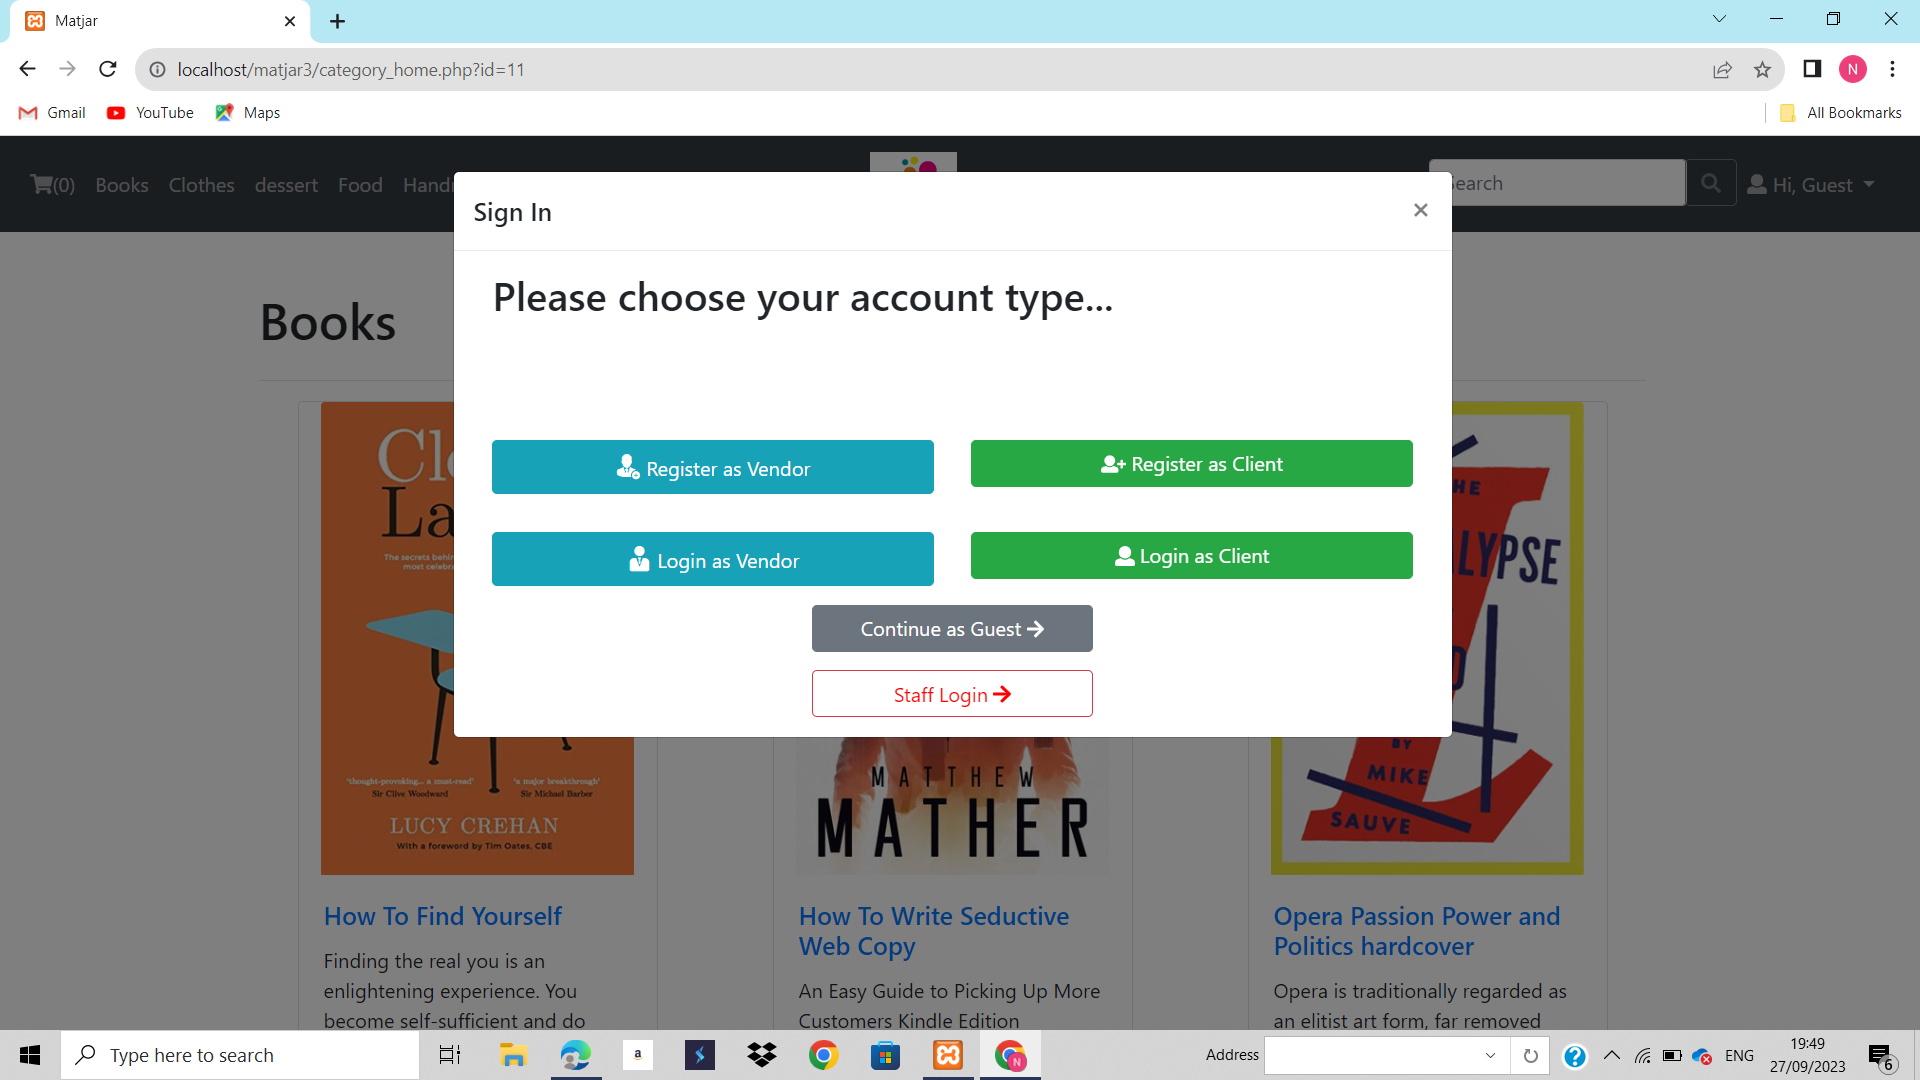 Matjar
localhost/matjar3/category_home.php?id=11
N
Gmail YouTube Maps All Bookmarks
(0) Books Clothes dessert Food Hi, Guest
Sign In ×
Please choose your account type...
Books
Register as Vendor Register as Client
Login as Vendor Login as Client
Continue as Guest
Staff Login
The secrets behin
most celebr
LYPSE
'thought-provoking... a must-read' 'a major breakthrough'
Sir Clive Woodward Sir Michael Barber
LUCY CREHAN
With a foreword by Tim Oates, CBE
MATTHEW
MATHER
BY
MIKE
SAUVE
How To Find Yourself
Finding the real you is an
enlightening experience. You
become self-sufficient and do
How To Write Seductive
Web Copy
An Easy Guide to Picking Up More
Customers Kindle Edition
Opera Passion Power and
Politics hardcover
Opera is traditionally regarded as
an elitist art form, far removed
Type here to search
a
N
Address
ENG
19:49
27/09/2023
6